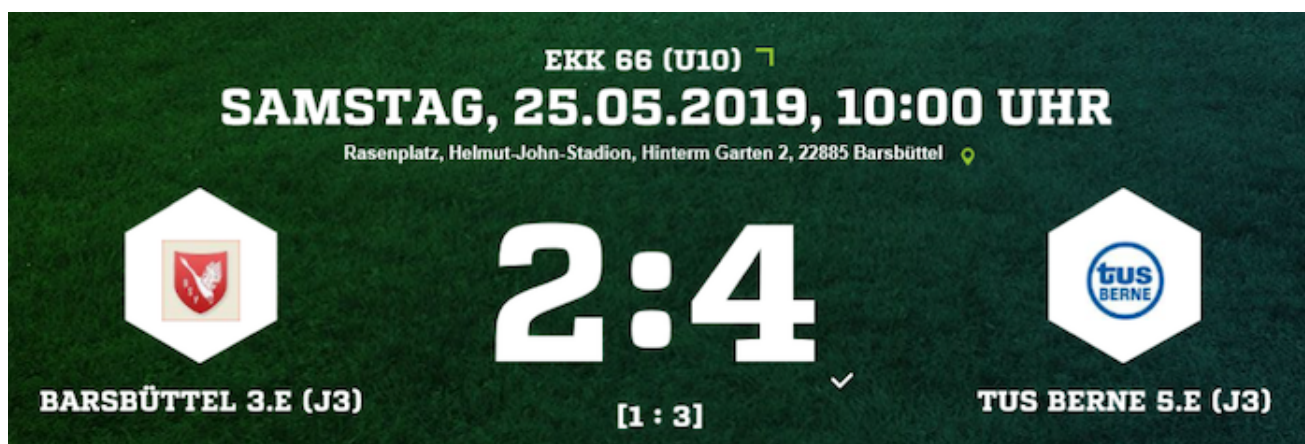 EKK 66 (U10)
SAMSTAG, 25.05.2019, 10:00 UHR
Rasenplatz, Helmut-John-Stadion, Hinterm Garten 2, 22885 Barsbüttel
2:4
tus
BERNE
BARSBÜTTEL 3.E (J3)
TUS BERNE 5.E (J3)
[1 : 3]